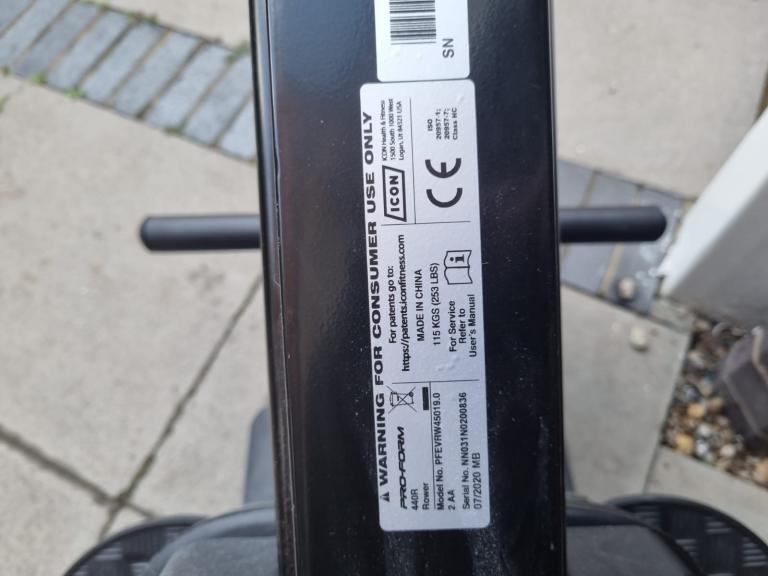 SN
WARNING FOR CONSUMER USE ONLY
PRO-FORM
440R
Rower
Model No. PFEVRW45019.0
2 AA
Serial No. NN031N0200836
07/2020 MB
For patents go to:
https://patents.iconfitness.com
MADE IN CHINA
115 KGS (253 LBS)
For Service
Refer to
User's Manual
ICON
ICON Health & Fitness
1500 South 1000 West
Logan, Ut 84321 USA
CE
ISO
20957-1;
20957-7;
Class HC